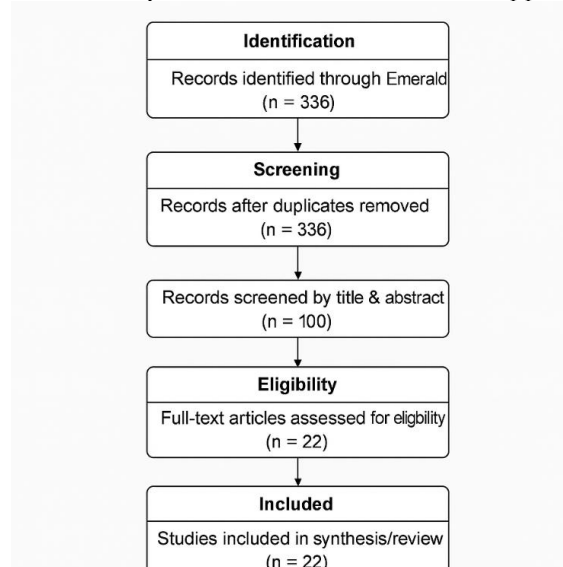 Identification
Records identified through Emerald
(n = 336)
Screening
Records after duplicates removed
(n = 336)
Records screened by title & abstract
(n = 100)
Eligibility
Full-text articles assessed for eligbility
(n = 22)
Included
Studies included in synthesis/review
(n = 22)